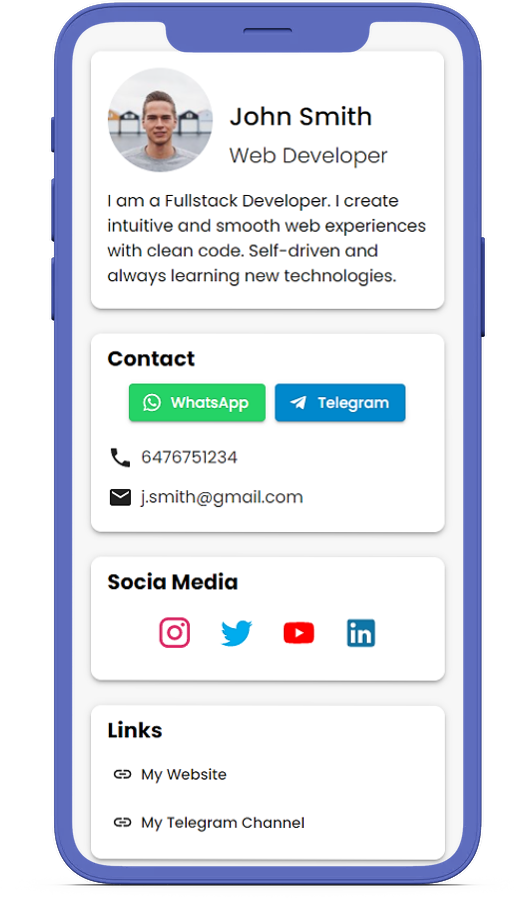 John Smith
Web Developer
I am a Fullstack Developer. I create
intuitive and smooth web experiences
with clean code. Self-driven and
always learning new technologies.
Contact
WhatsApp
Telegram
6476751234
j.smith@gmail.com
Socia Media
in
Links
My Website
My Telegram Channel